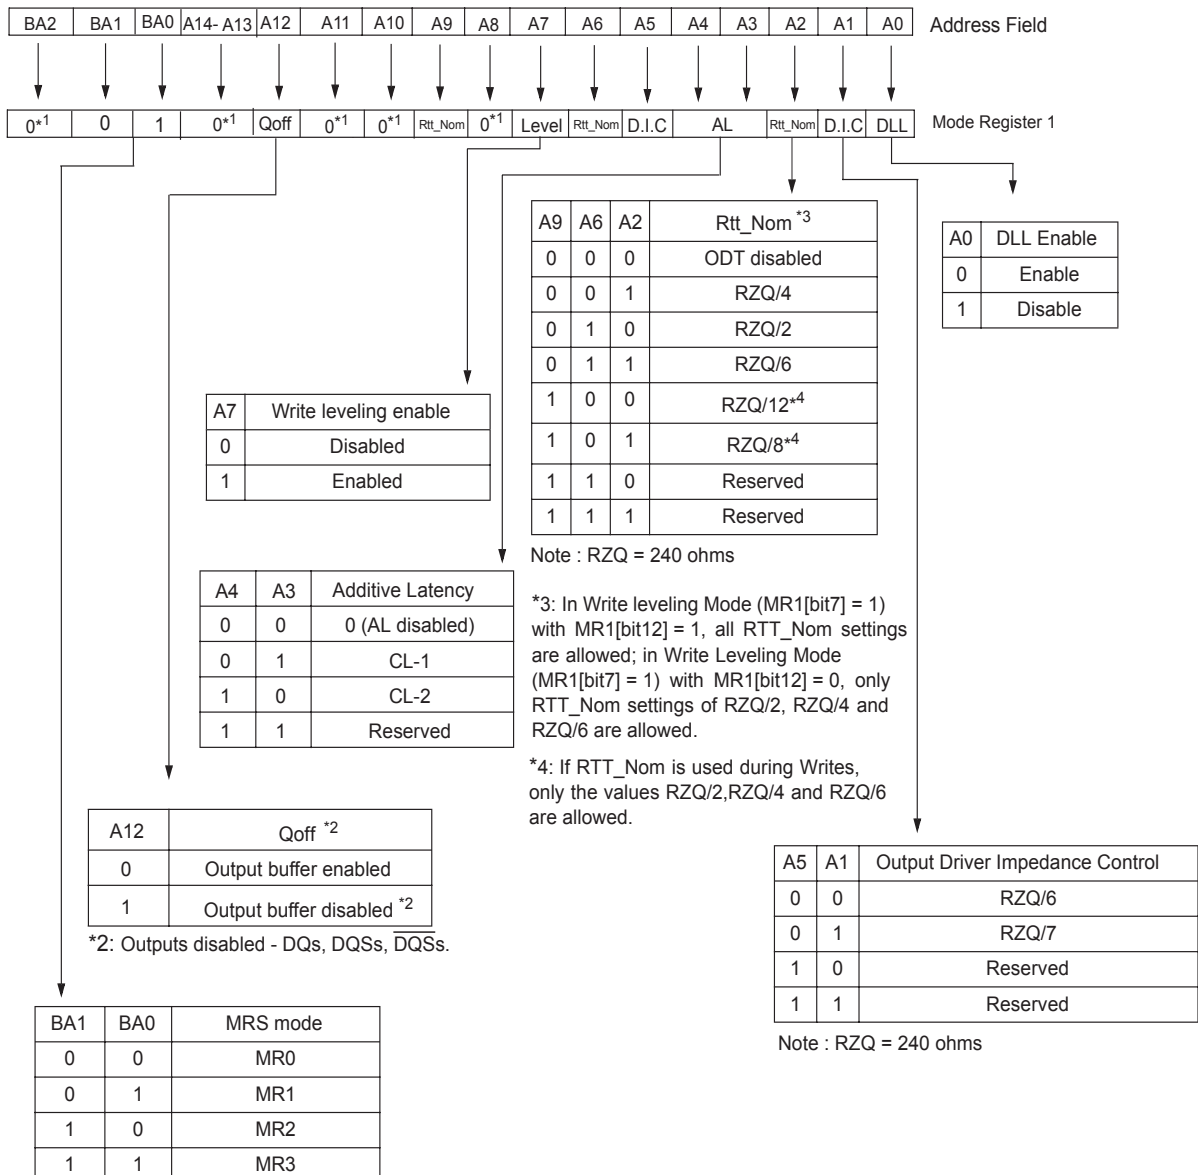 BA2 BA1 BA0 A14- A13 A12 A11 A10 A9 A8 A7 A6 A5 A4 A3 A2 A1 A0 Address Field
0*1 0 1 0*1 Qoff 0*1 0*1 Rtt_Nom 0*1 Level Rtt_Nom D.I.C AL Rtt_Nom D.I.C DLL Mode Register 1
A9 A6 A2 Rtt_Nom *3
0 0 0 ODT disabled
0 0 1 RZQ/4
0 1 0 RZQ/2
0 1 1 RZQ/6
1 0 0 RZQ/12*4
1 0 1 RZQ/8*4
1 1 0 Reserved
1 1 1 Reserved
Note : RZQ = 240 ohms
*3: In Write leveling Mode (MR1[bit7] = 1)
with MR1[bit12] = 1, all RTT_Nom settings
are allowed; in Write Leveling Mode
(MR1[bit7] = 1) with MR1[bit12] = 0, only
RTT_Nom settings of RZQ/2, RZQ/4 and
RZQ/6 are allowed.
*4: If RTT_Nom is used during Writes,
only the values RZQ/2,RZQ/4 and RZQ/6
are allowed.
A0 DLL Enable
0 Enable
1 Disable
A7 Write leveling enable
0 Disabled
1 Enabled
A4 A3 Additive Latency
0 0 0 (AL disabled)
0 1 CL-1
1 0 CL-2
1 1 Reserved
A12 Qoff *2
0 Output buffer enabled
1 Output buffer disabled *2
*2: Outputs disabled - DQs, DQSs, DQSs.
A5 A1 Output Driver Impedance Control
0 0 RZQ/6
0 1 RZQ/7
1 0 Reserved
1 1 Reserved
Note : RZQ = 240 ohms
BA1 BA0 MRS mode
0 0 MR0
0 1 MR1
1 0 MR2
1 1 MR3